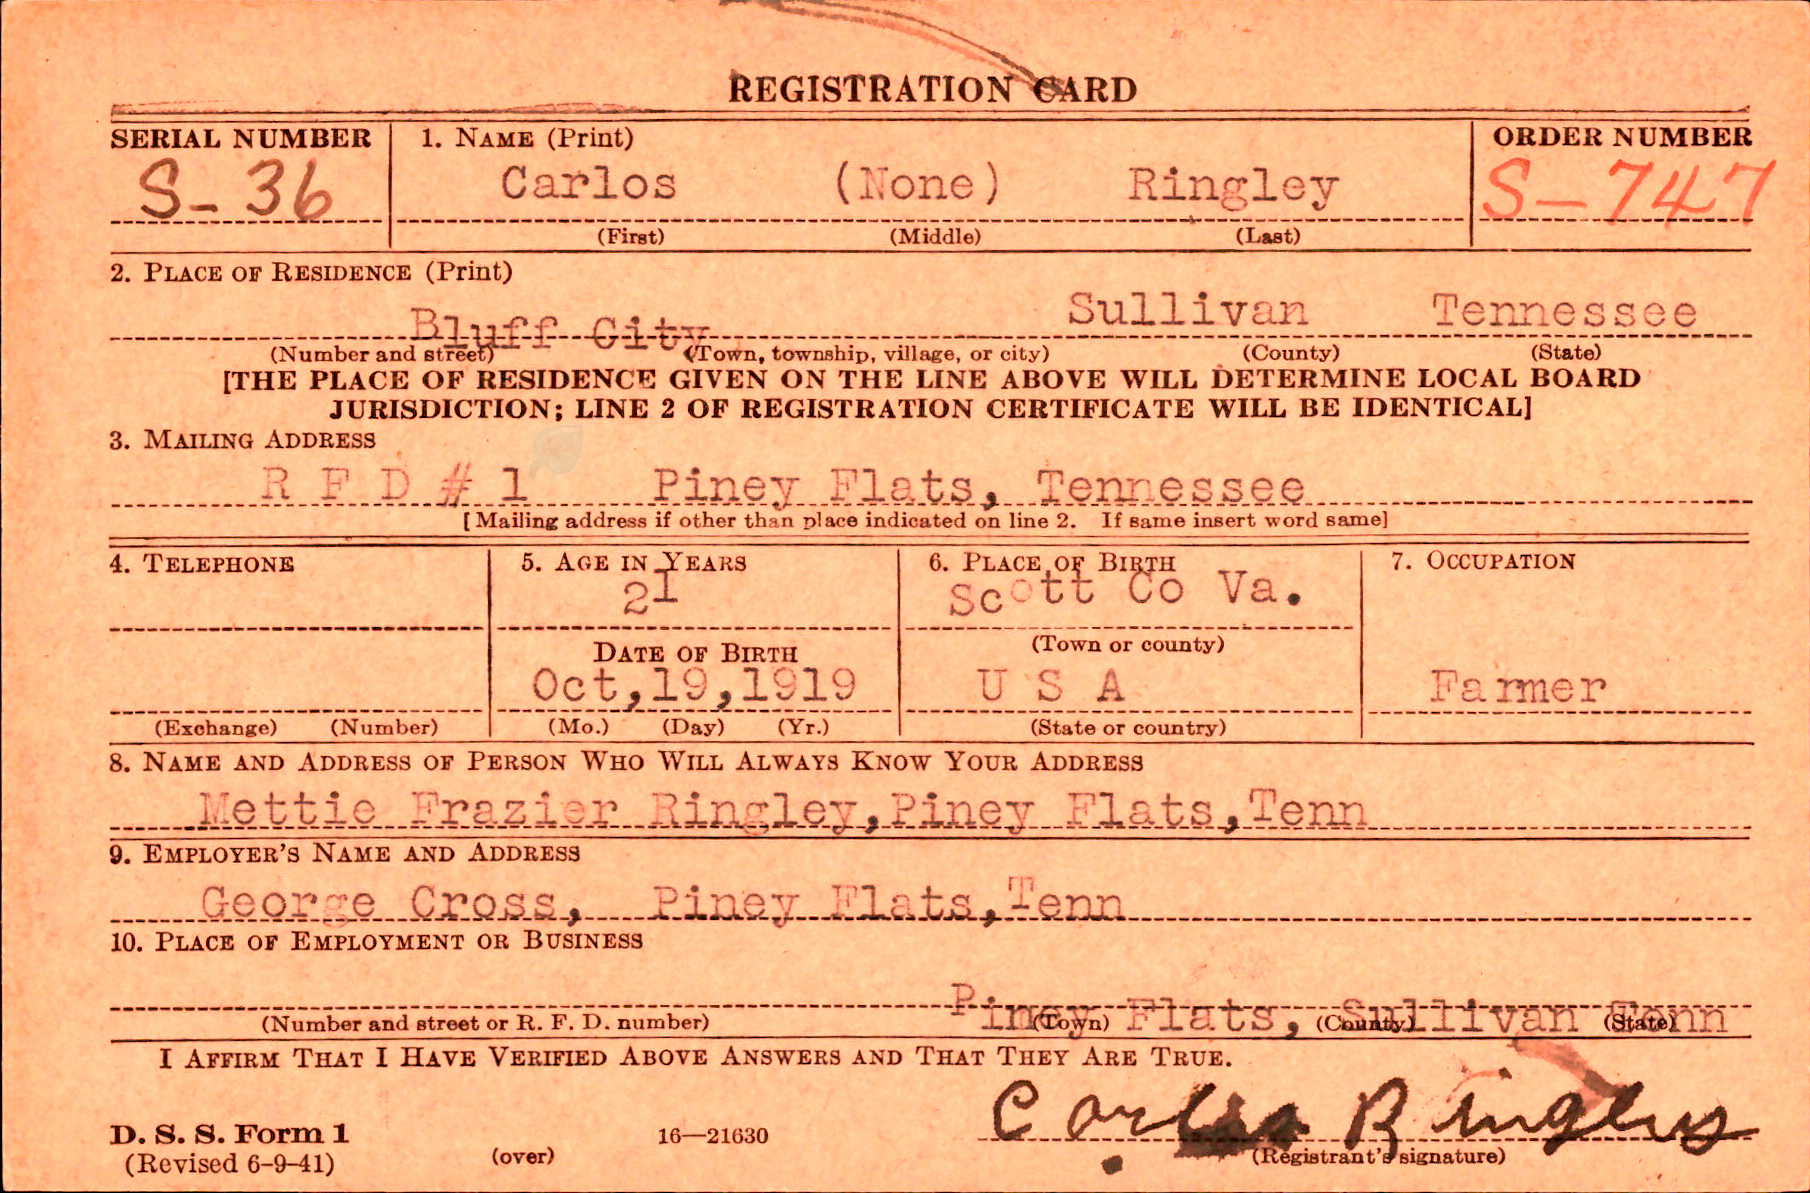 REGISTRATION CARD
SERIAL NUMBER 1. NAME (Print) ORDER NUMBER
S-36 Carlos (None) Ringley S-747
(First) (Middle) (Last)
2. PLACE OF RESIDENCE (Print)
Bluff City Sullivan Tennessee
(Number and street) (Town, township, village, or city) (County) (State)
[THE PLACE OF RESIDENCE GIVEN ON THE LINE ABOVE WILL DETERMINE LOCAL BOARD
JURISDICTION; LINE 2 OF REGISTRATION CERTIFICATE WILL BE IDENTICAL]
3. MAILING ADDRESS
R F D # 1 Piney Flats, Tennessee
[Mailing address if other than place indicated on line 2. If same insert word same]
4. TELEPHONE 5. AGE IN YEARS 6. PLACE OF BIRTH 7. OCCUPATION
21 Scott Co Va.
DATE OF BIRTH (Town or county)
Oct,19,1919 U S A Farmer
(Exchange) (Number) (Mo.) (Day) (Yr.) (State or country)
8. NAME AND ADDRESS OF PERSON WHO WILL ALWAYS KNOW YOUR ADDRESS
Mettie Frazier Ringley,Piney Flats,Tenn
9. EMPLOYER'S NAME AND ADDRESS
George Cross, Piney Flats,Tenn
10. PLACE OF EMPLOYMENT OR BUSINESS
Piney Flats, Sullivan Tenn
(Number and street or R. F. D. number) (Town) (County) (State)
I AFFIRM THAT I HAVE VERIFIED ABOVE ANSWERS AND THAT THEY ARE TRUE.
Carlos Ringley
D. S. S. Form 1 16—21630
(Revised 6-9-41) (over) (Registrant's signature)